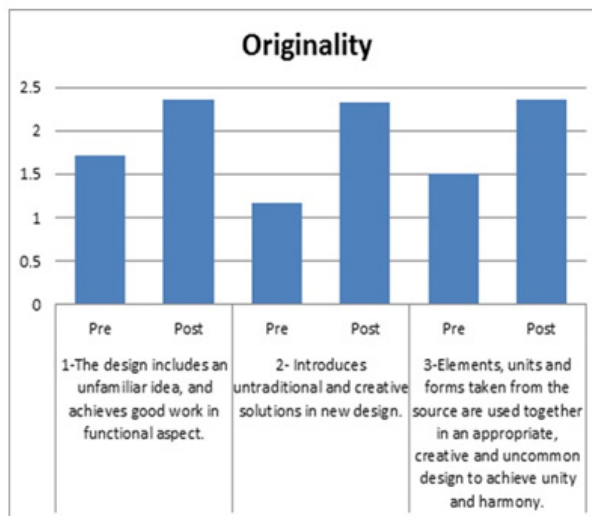 Originality
2.5
2
1.5
1
0.5
0
Pre Post Pre Post Pre Post
1-The design includes an
unfamiliar idea, and
achieves good work in
functional aspect.
2- Introduces
untraditional and creative
solutions in new design.
3-Elements, units and
forms taken from the
source are used together
in an appropriate,
creative and uncommon
design to achieve unity
and harmony.